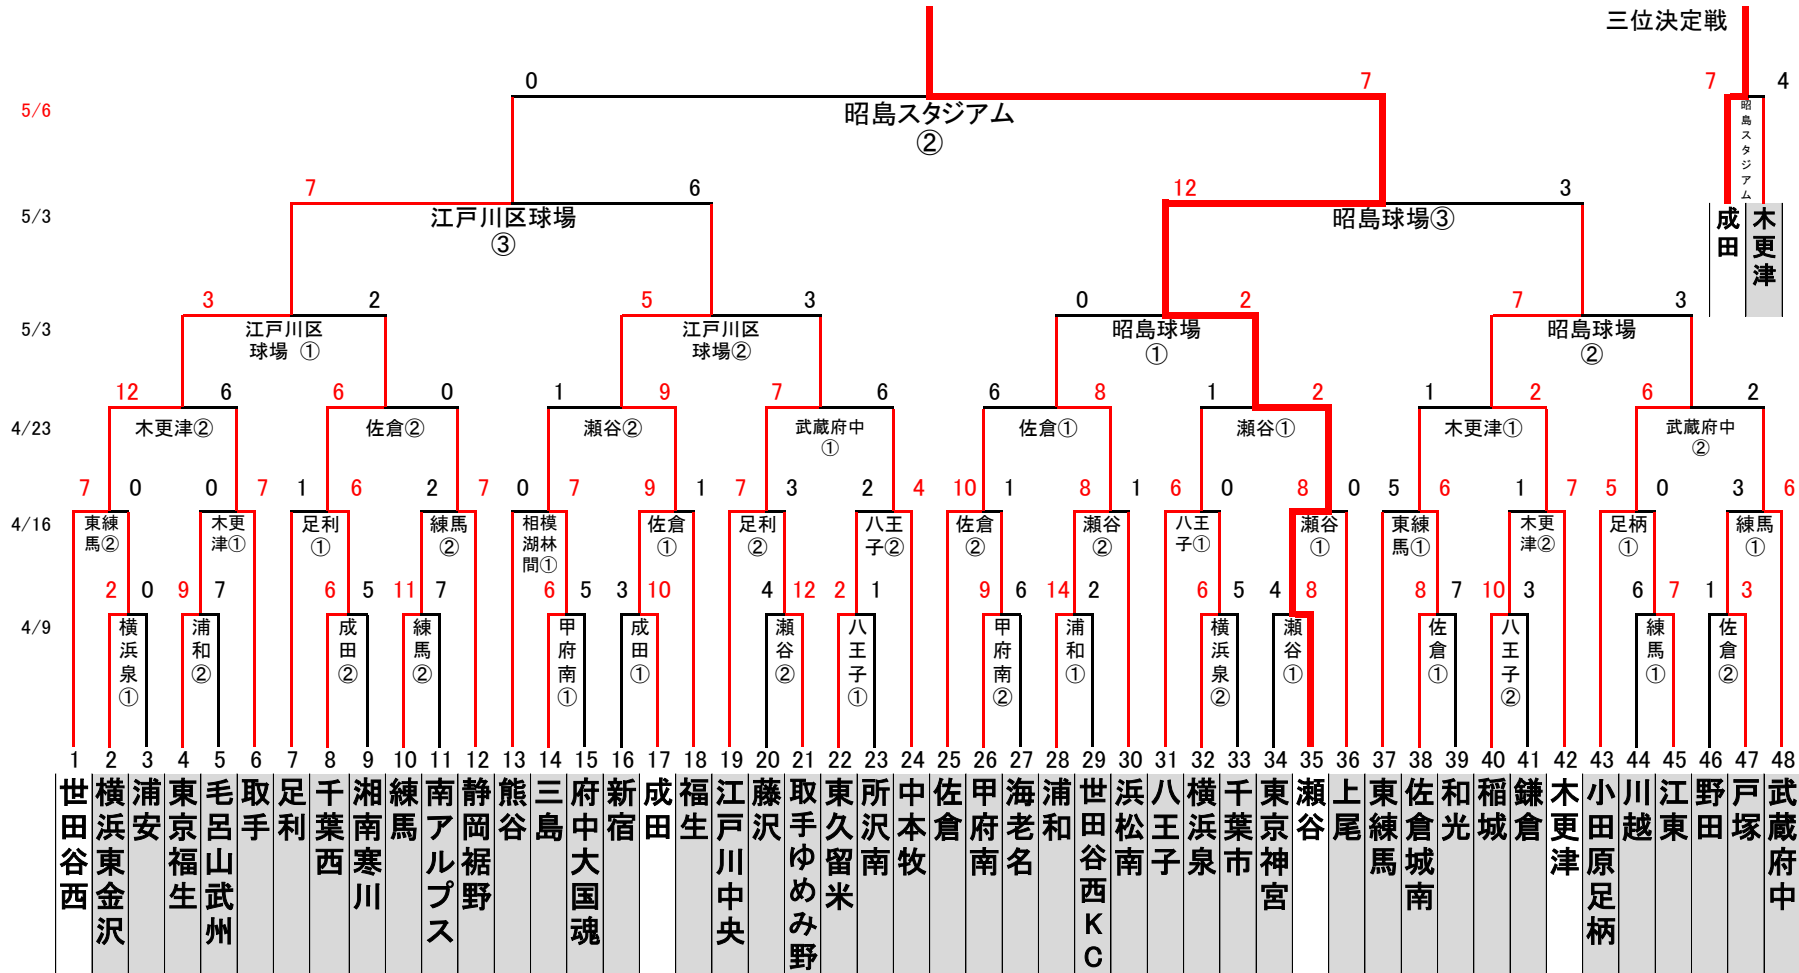 三位決定戦
0 7 7 4
5/6
昭島スタジアム
②
昭島スタジアム
7 6 12 3
5/3
江戸川区球場
③
昭島球場③
成田
木更津
3 2 5 3 0 2 7 3
5/3
江戸川区
球場 ①
江戸川区
球場②
昭島球場
①
昭島球場
②
12 6 6 0 1 9 7 6 6 8 1 2 1 2 6 2
4/23
木更津②
佐倉②
瀬谷②
武蔵府中
①
佐倉①
瀬谷①
木更津①
武蔵府中
②
7 0 0 7 1 6 2 7 0 7 9 1 7 3 2 4 10 1 8 1 6 0 8 0 5 6 1 7 5 0 3 6
4/16
東練
馬②
木更
津①
足利
①
練馬
②
相模
湖林
間①
佐倉
①
足利
②
八王
子②
佐倉
②
瀬谷
②
八王
子①
瀬谷
①
東練
馬①
木更
津②
足柄
①
練馬
①
2 0 9 7 6 5 11 7 6 5 3 10 4 12 2 1 9 6 14 2 6 5 4 8 8 7 10 3 6 7 1 3
4/9
横浜泉①
浦和②
成田②
練馬②
甲府南①
成田①
瀬谷②
八王子①
甲府南②
浦和①
横浜泉②
瀬谷①
佐倉①
八王子②
練馬①
佐倉②
1 2 3 4 5 6 7 8 9 10 11 12 13 14 15 16 17 18 19 20 21 22 23 24 25 26 27 28 29 30 31 32 33 34 35 36 37 38 39 40 41 42 43 44 45 46 47 48
世田谷西
横浜東金沢
浦安
東京福生
毛呂山武州
取手
足利
千葉西
湘南寒川
練馬
南アルプス
静岡裾野
熊谷
三島
府中大国魂
新宿
成田
福生
江戸川中央
藤沢
取手ゆめみ野
東久留米
所沢南
中本牧
佐倉
甲府南
海老名
浦和
世田谷西KC
浜松南
八王子
横浜泉
千葉市
東京神宮
瀬谷
上尾
東練馬
佐倉城南
和光
稲城
鎌倉
木更津
小田原足柄
川越
江東
野田
戸塚
武蔵府中